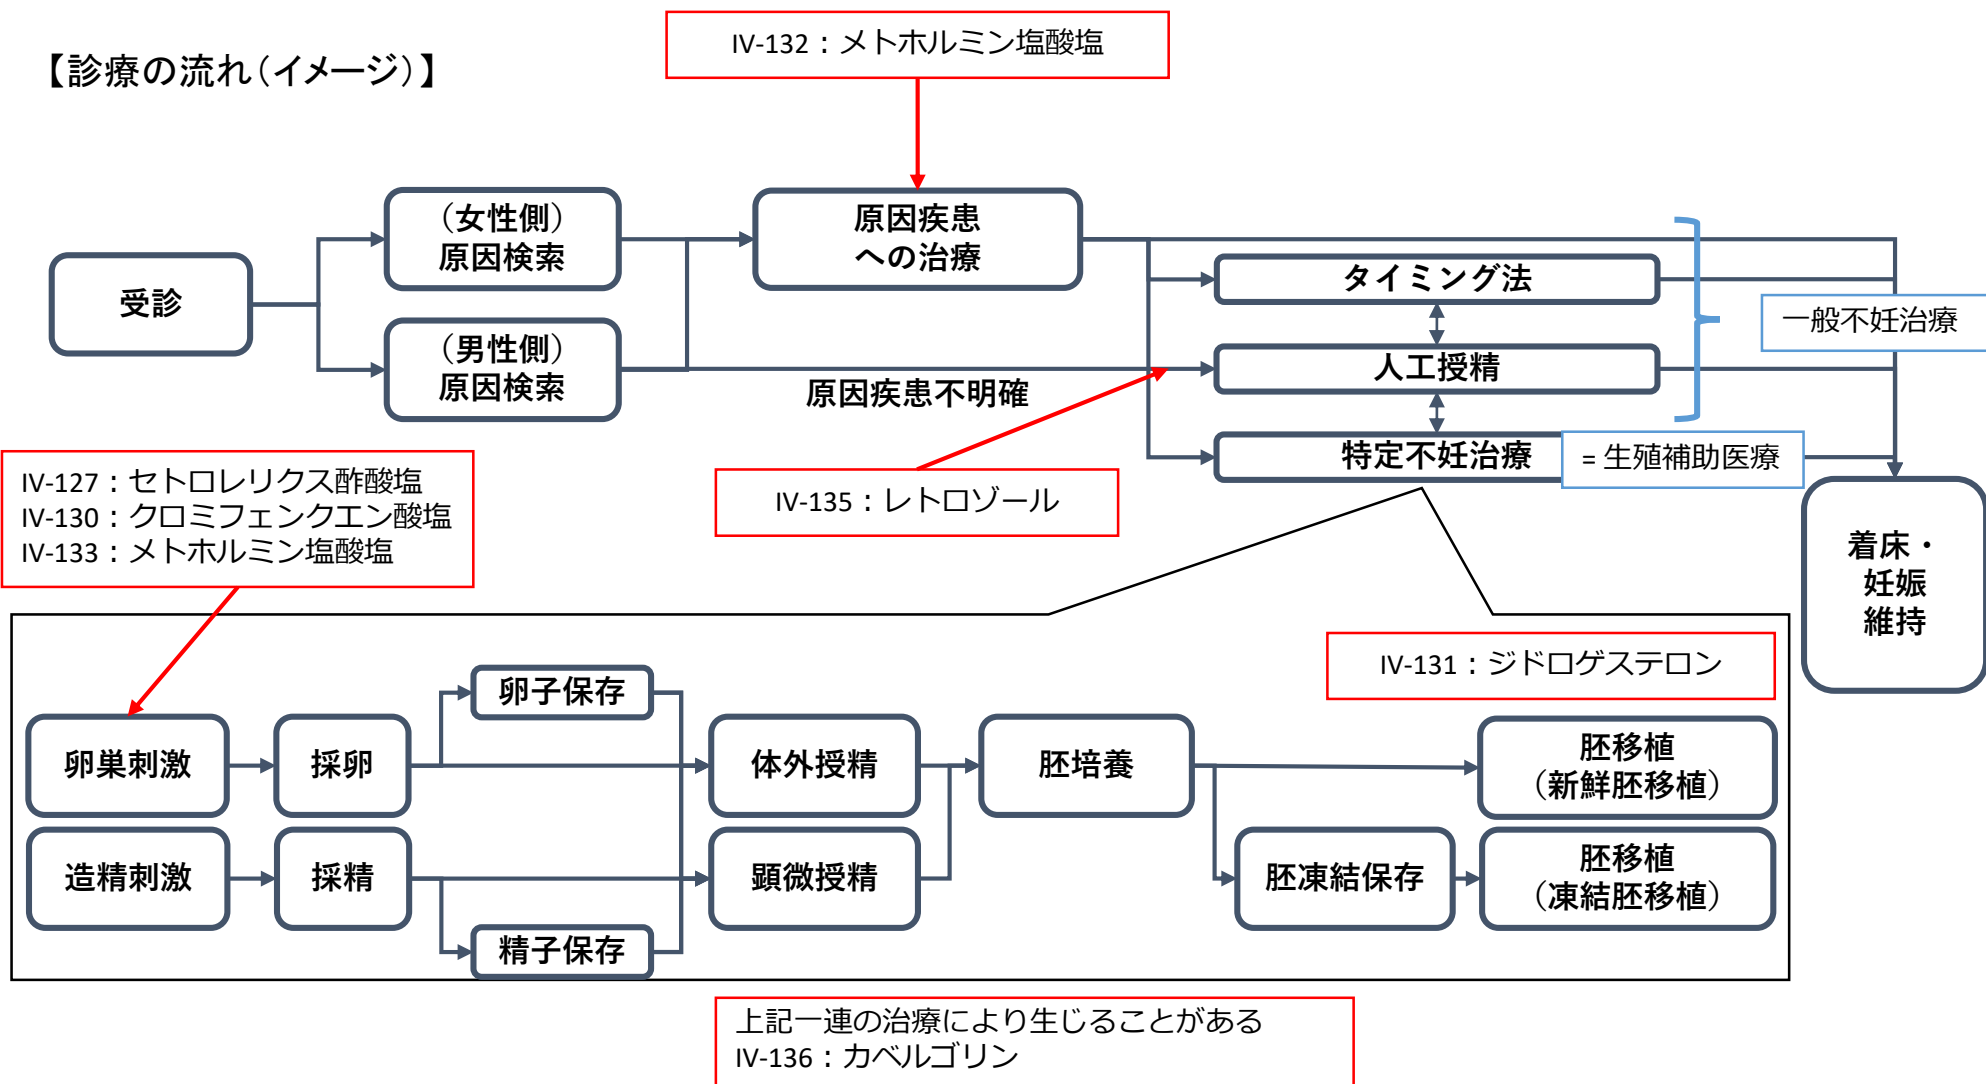 IV-132：メトホルミン塩酸塩
【診療の流れ（イメージ）】
受診
（女性側）
原因検索
（男性側）
原因検索
原因疾患
への治療
原因疾患不明確
タイミング法
人工授精
特定不妊治療
一般不妊治療
= 生殖補助医療
着床・
妊娠
維持
IV-127：セトロレリクス酢酸塩
IV-130：クロミフェンクエン酸塩
IV-133：メトホルミン塩酸塩
IV-135：レトロゾール
IV-131：ジドロゲステロン
卵巣刺激
採卵
卵子保存
体外授精
胚培養
胚移植
（新鮮胚移植）
造精刺激
採精
精子保存
顕微授精
胚凍結保存
胚移植
（凍結胚移植）
上記一連の治療により生じることがある
IV-136：カベルゴリン